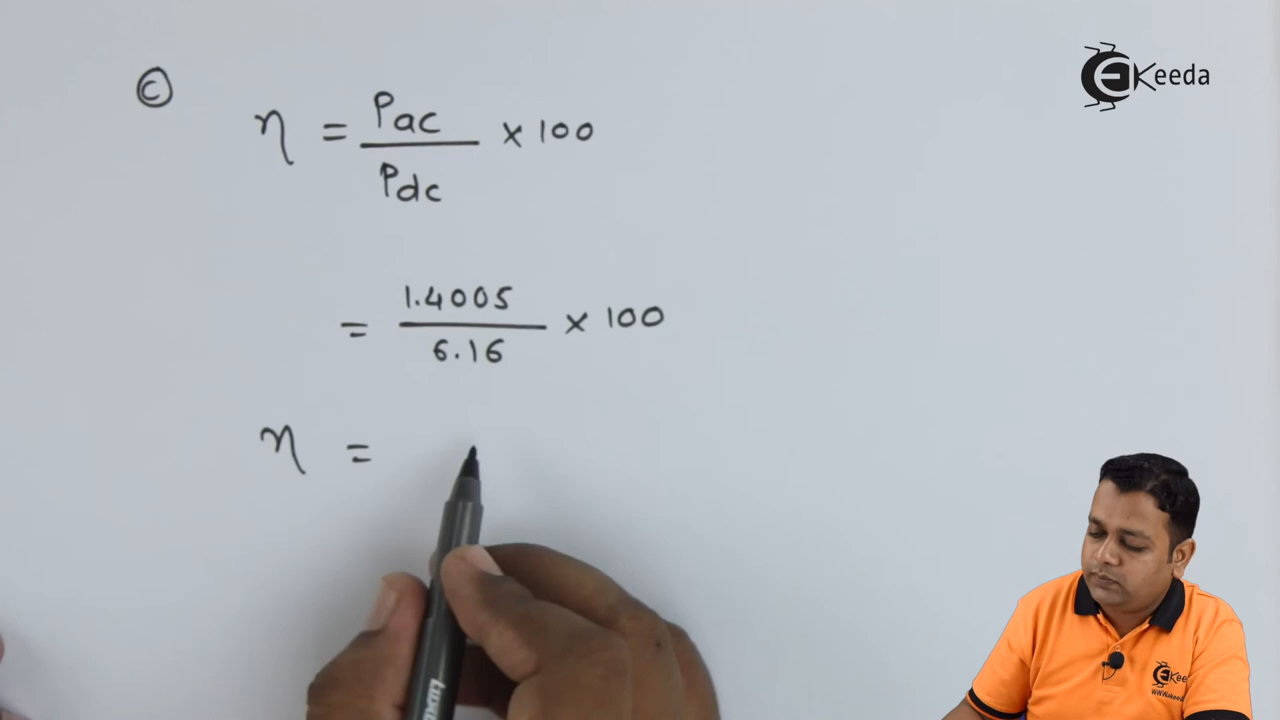 Ekeeda
©
η = Pac / Pdc × 100
= 1.4005 / 6.16 × 100
η =